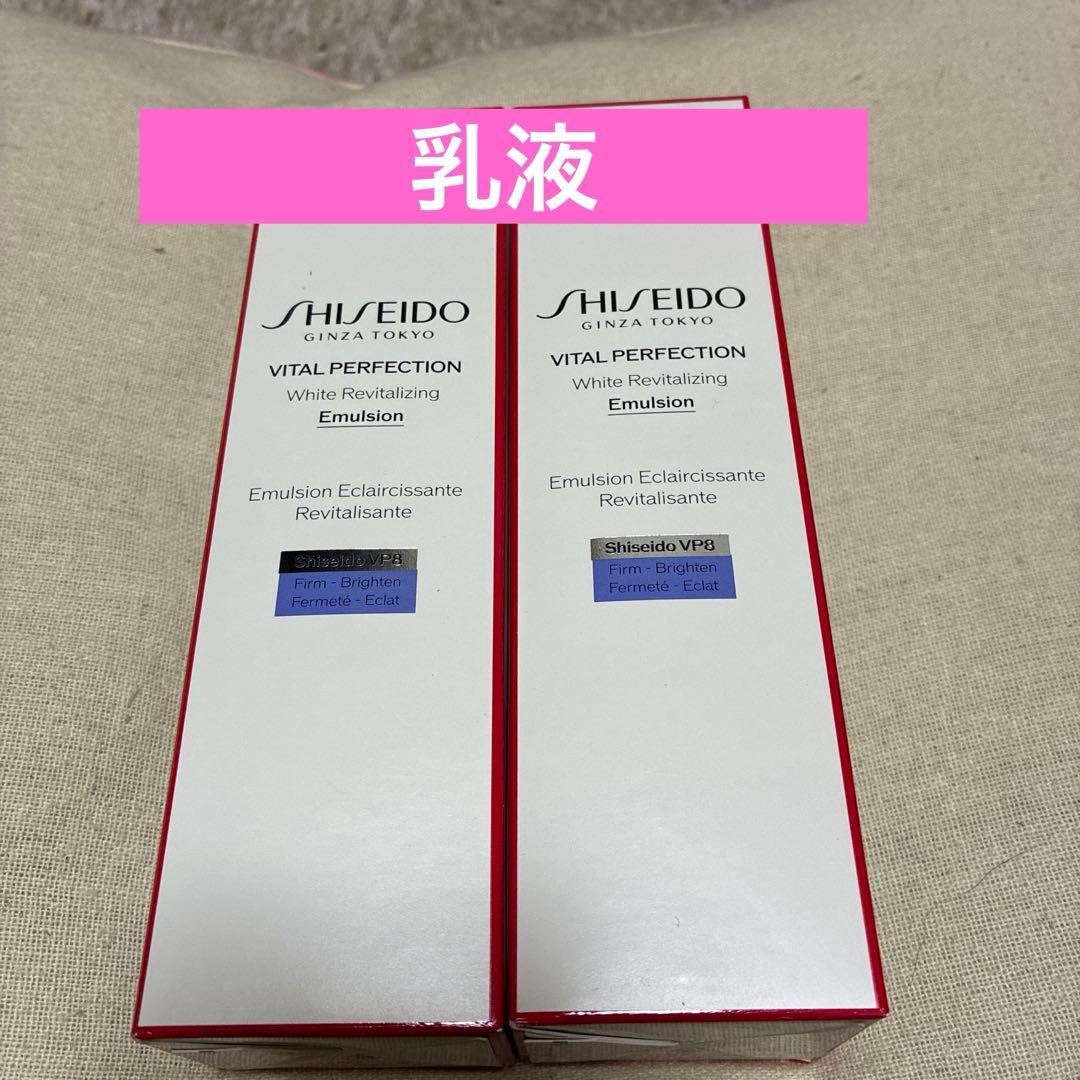 乳液
SHISEIDO
GINZA TOKYO
VITAL PERFECTION
White Revitalizing
Emulsion
Emulsion Eclaircissante
Revitalisante
Shiseido VP8
Firm - Brighten
Fermeté - Eclat
SHISEIDO
GINZA TOKYO
VITAL PERFECTION
White Revitalizing
Emulsion
Emulsion Eclaircissante
Revitalisante
Shiseido VP8
Firm - Brighten
Fermeté - Eclat